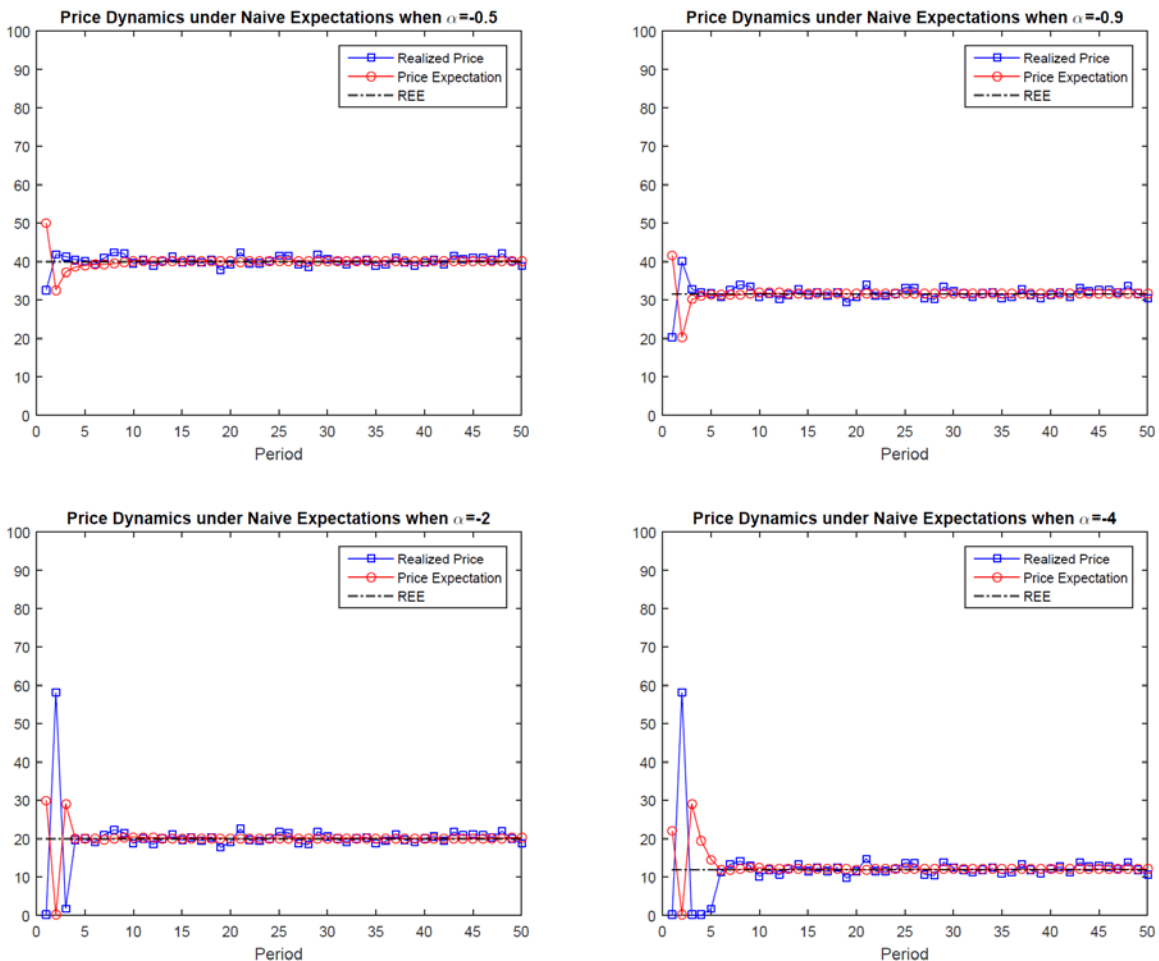 Price Dynamics under Naive Expectations when α=-0.5
100
90
80
70
60
50
40
30
20
10
0
Realized Price
Price Expectation
REE
0 5 10 15 20 25 30 35 40 45 50
Period
Price Dynamics under Naive Expectations when α=-0.9
100
90
80
70
60
50
40
30
20
10
0
Realized Price
Price Expectation
REE
0 5 10 15 20 25 30 35 40 45 50
Period
Price Dynamics under Naive Expectations when α=-2
100
90
80
70
60
50
40
30
20
10
0
Realized Price
Price Expectation
REE
0 5 10 15 20 25 30 35 40 45 50
Period
Price Dynamics under Naive Expectations when α=-4
100
90
80
70
60
50
40
30
20
10
0
Realized Price
Price Expectation
REE
0 5 10 15 20 25 30 35 40 45 50
Period